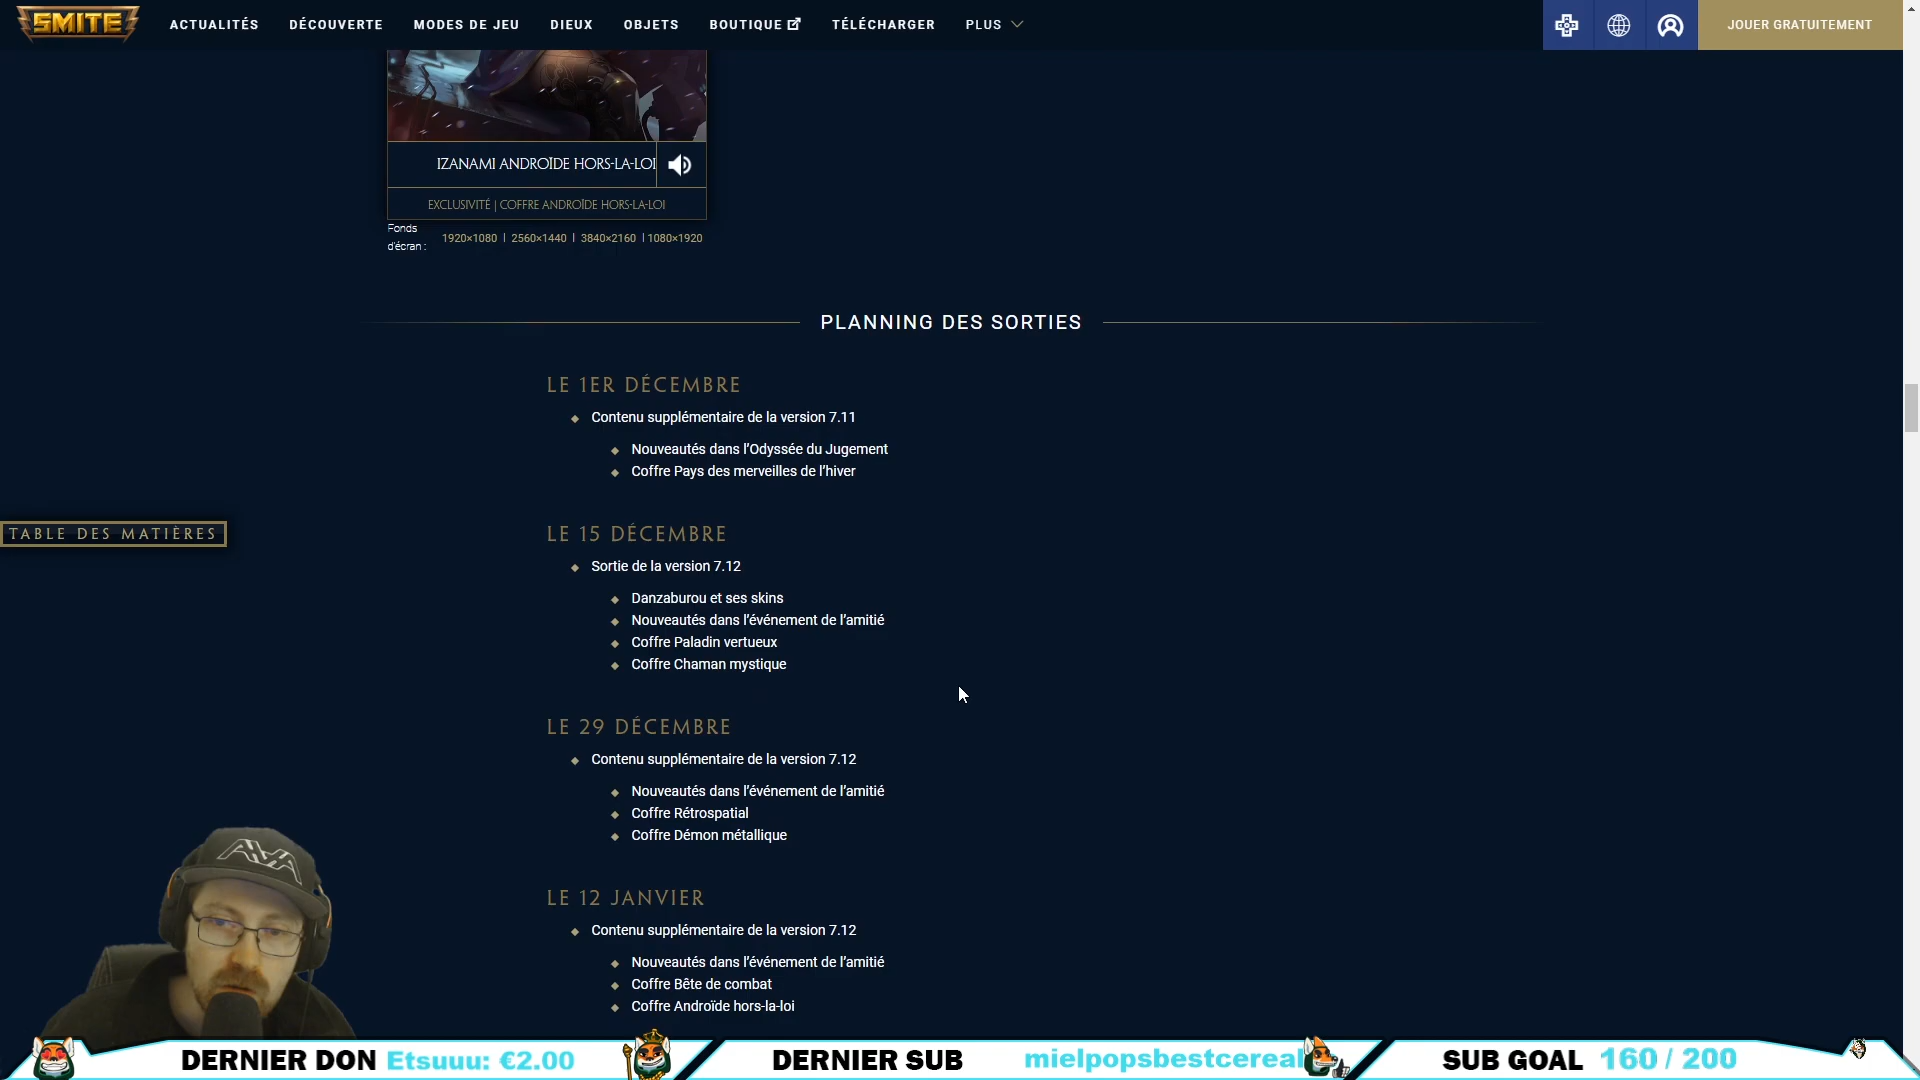 SMITE
ACTUALITÉS DÉCOUVERTE MODES DE JEU DIEUX OBJETS BOUTIQUE TÉLÉCHARGER PLUS JOUER GRATUITEMENT
IZANAMI ANDROÏDE HORS-LA-LOI
EXCLUSIVITÉ | COFFRE ANDROÏDE HORS-LA-LOI
Fonds
d'écran :
1920×1080 | 2560×1440 | 3840×2160 | 1080×1920
PLANNING DES SORTIES
LE 1ER DÉCEMBRE
Contenu supplémentaire de la version 7.11
Nouveautés dans l'Odyssée du Jugement
Coffre Pays des merveilles de l'hiver
TABLE DES MATIÈRES
LE 15 DÉCEMBRE
Sortie de la version 7.12
Danzaburou et ses skins
Nouveautés dans l'événement de l'amitié
Coffre Paladin vertueux
Coffre Chaman mystique
LE 29 DÉCEMBRE
Contenu supplémentaire de la version 7.12
Nouveautés dans l'événement de l'amitié
Coffre Rétrospatial
Coffre Démon métallique
LE 12 JANVIER
Contenu supplémentaire de la version 7.12
Nouveautés dans l'événement de l'amitié
Coffre Bête de combat
Coffre Androïde hors-la-loi
DERNIER DON Etsuuu: €2.00 DERNIER SUB mielpopsbestcereal SUB GOAL 160 / 200